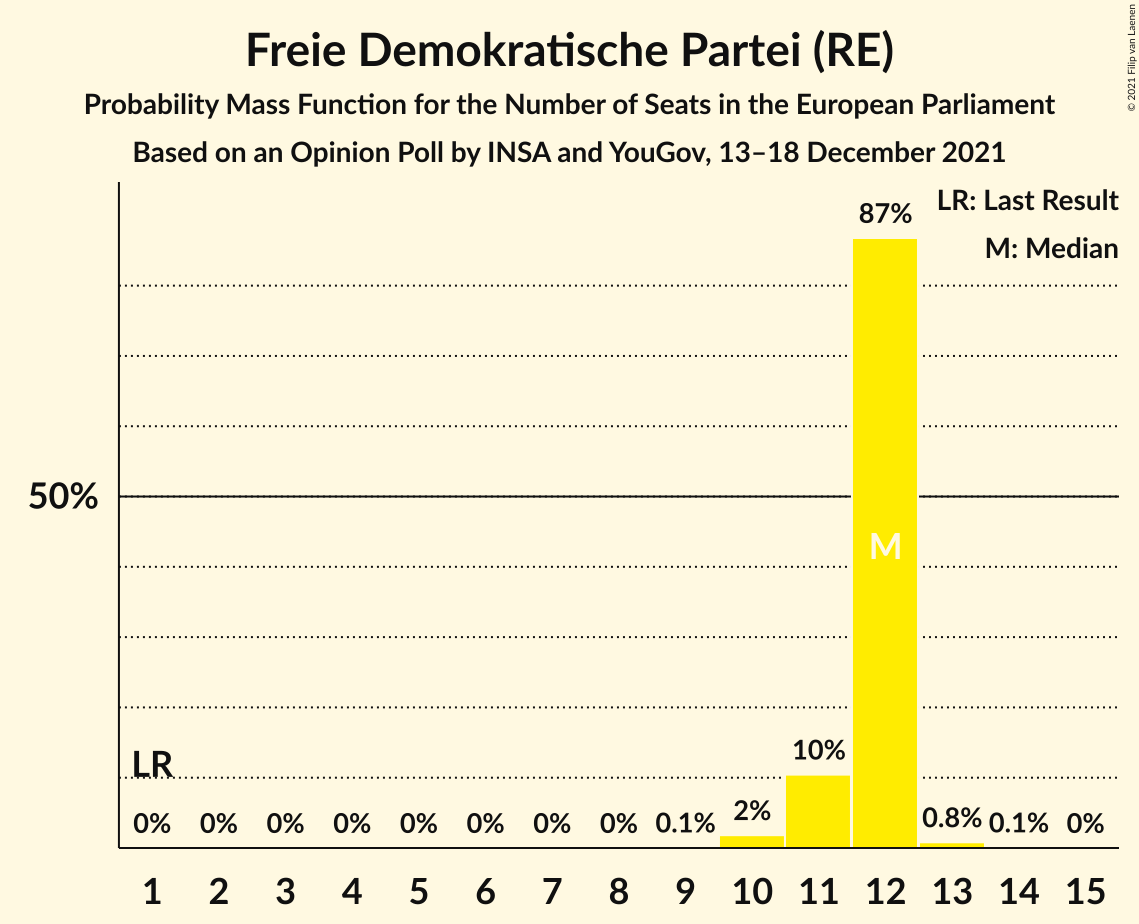 Freie Demokratische Partei (RE)
Probability Mass Function for the Number of Seats in the European Parliament
Based on an Opinion Poll by INSA and YouGov, 13–18 December 2021
© 2021 Filip van Laenen
LR: Last Result
M: Median
87%
50%
M
LR
10%
0% 0% 0% 0% 0% 0% 0% 0% 0.1% 2% 0.8% 0.1% 0%
1 2 3 4 5 6 7 8 9 10 11 12 13 14 15